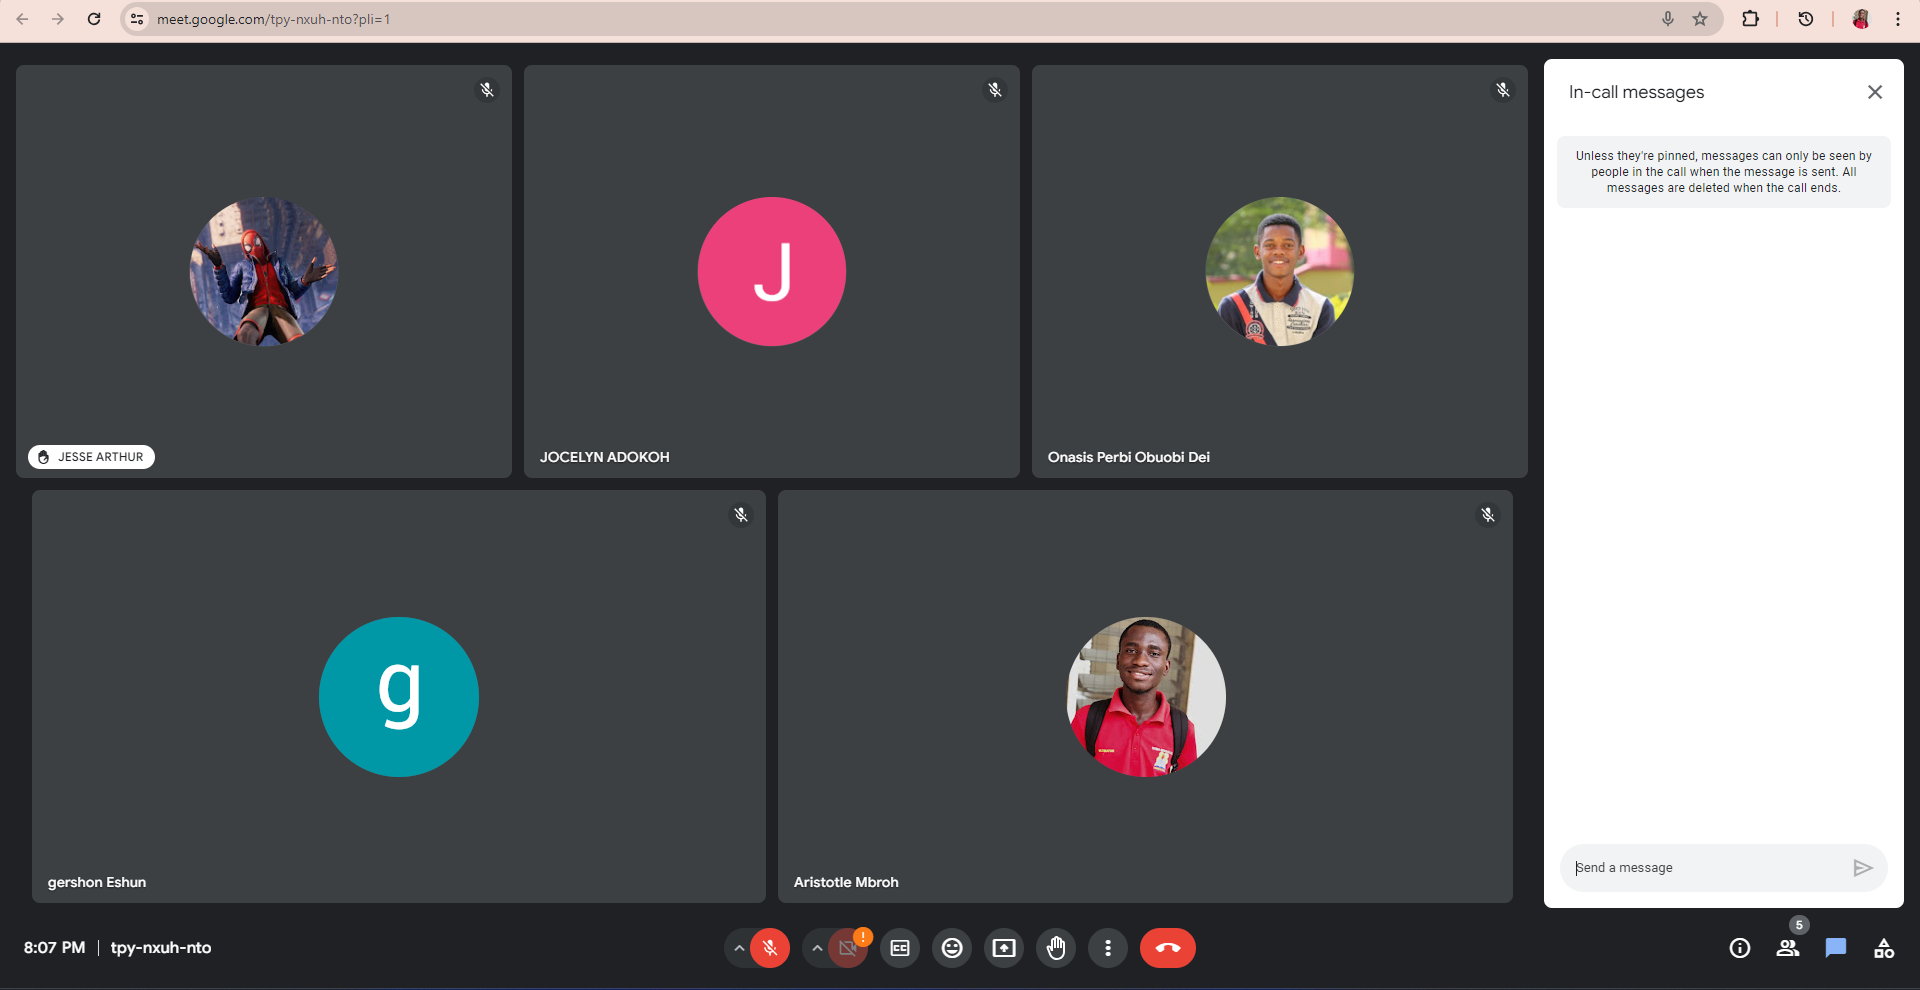 meet.google.com/tpy-nxuh-nto?pli=1
In-call messages
Unless they're pinned, messages can only be seen by
people in the call when the message is sent. All
messages are deleted when the call ends.
J
JESSE ARTHUR
JOCELYN ADOKOH
Onasis Perbi Obuobi Dei
g
gershon Eshun
Aristotle Mbroh
Send a message
8:07 PM | tpy-nxuh-nto
!
CC
5